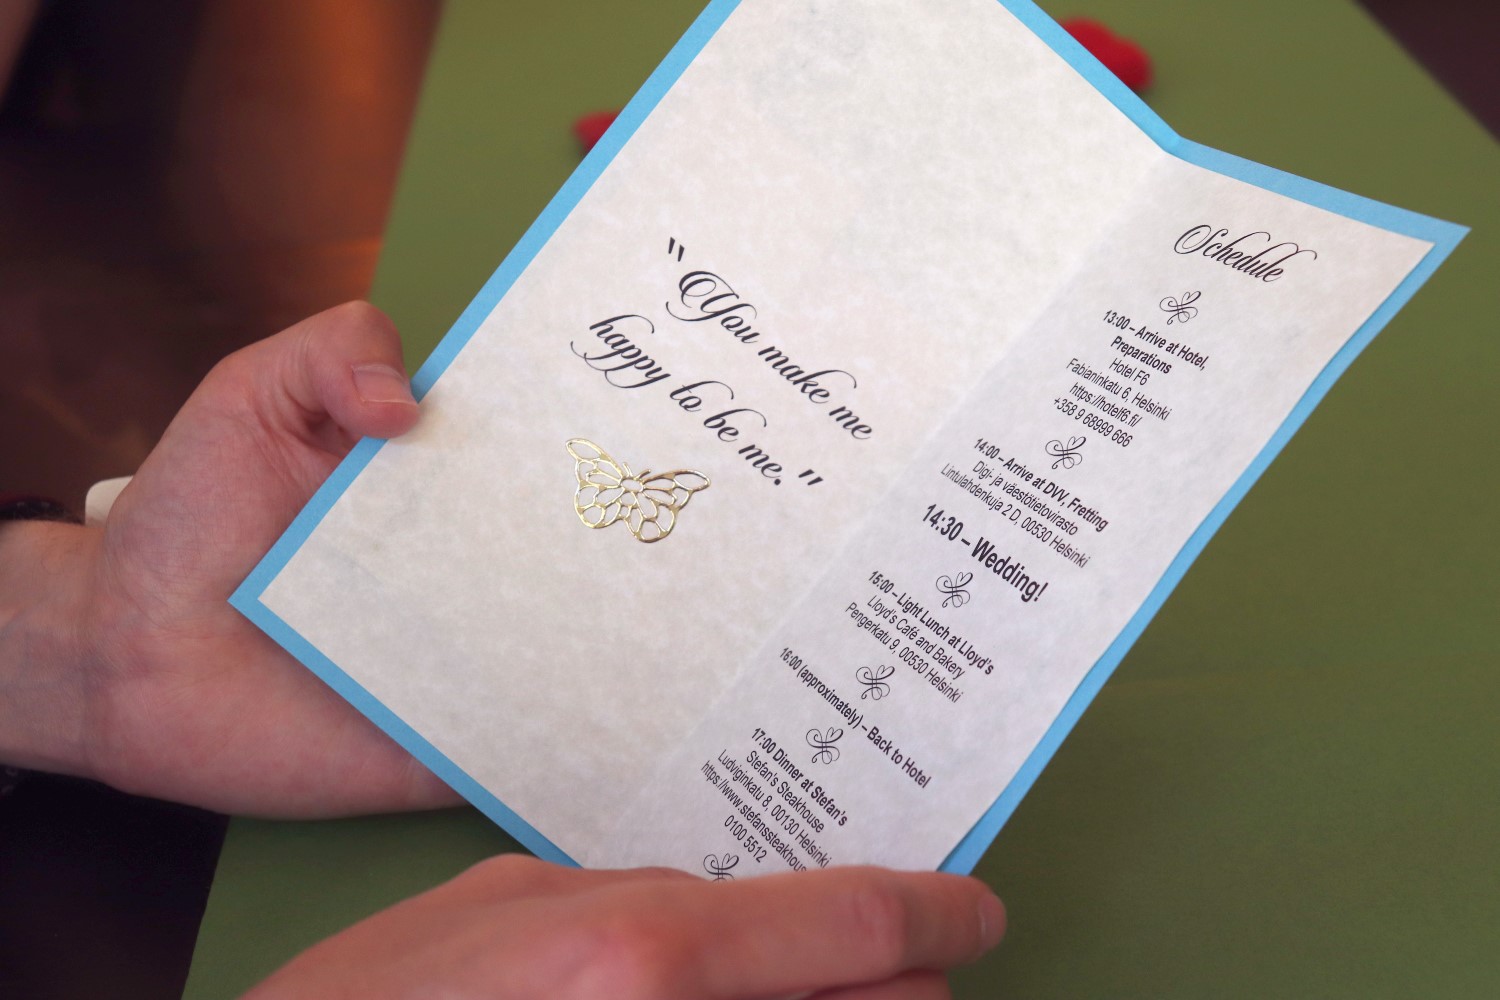 "You make me
happy to be me."
Schedule
13:00 – Arrive at Hotel,
Preparations
Hotel F6
Fabianinkatu 6, Helsinki
https://hotelf6.fi/
+358 9 68999 666
14:00 – Arrive at DVV, Fretting
Digi- ja väestötietovirasto
Lintulahdenkuja 2 D, 00530 Helsinki
14:30 – Wedding!
15:00 – Light Lunch at Lloyd's
Lloyd's Café and Bakery
Pengerkatu 9, 00530 Helsinki
16:00 (approximately) – Back to Hotel
17:00 Dinner at Stefan's
Stefan's Steakhouse
Ludviginkatu 8, 00130 Helsinki
https://www.stefanssteakhous
0100 5512